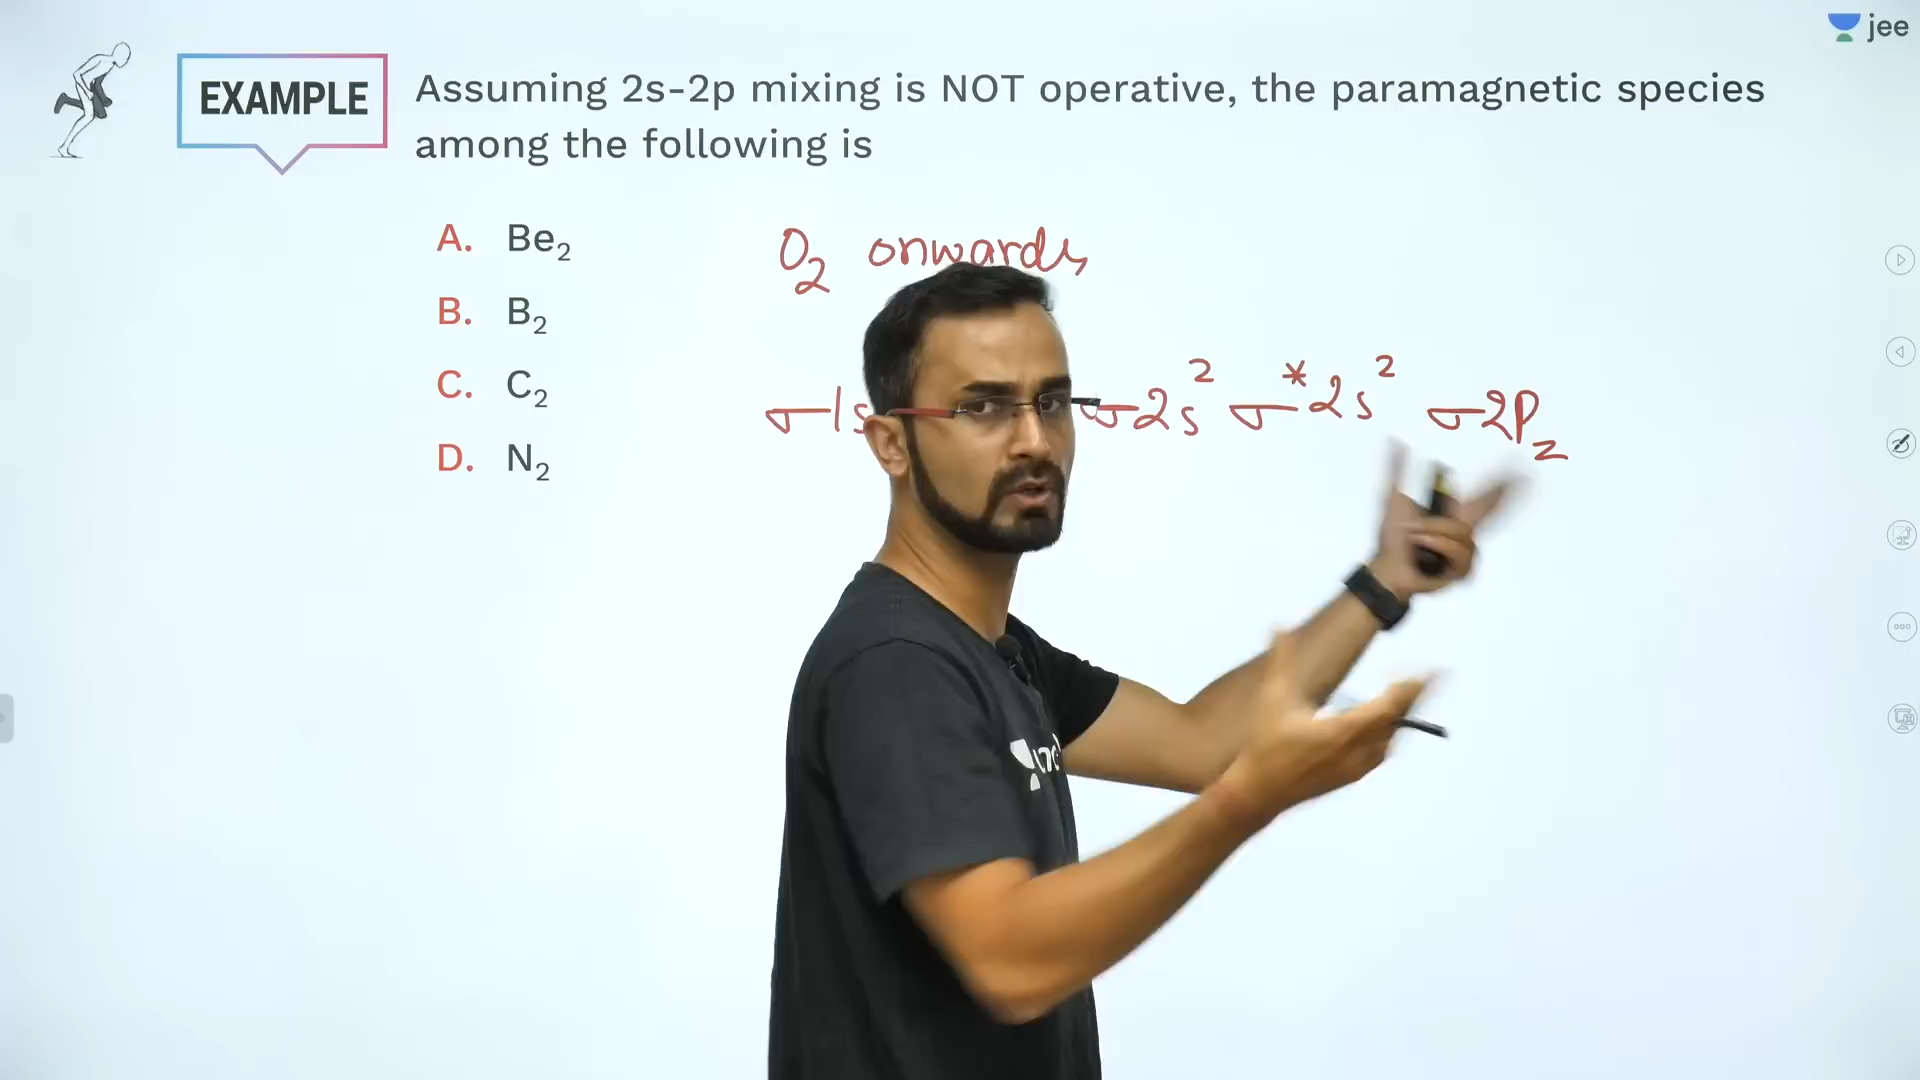 jee
EXAMPLE
Assuming 2s-2p mixing is NOT operative, the paramagnetic species
among the following is
A. Be₂
B. B₂
C. C₂
D. N₂
O₂ onwards
σ1s σ2s² σ*2s² σ2P_z